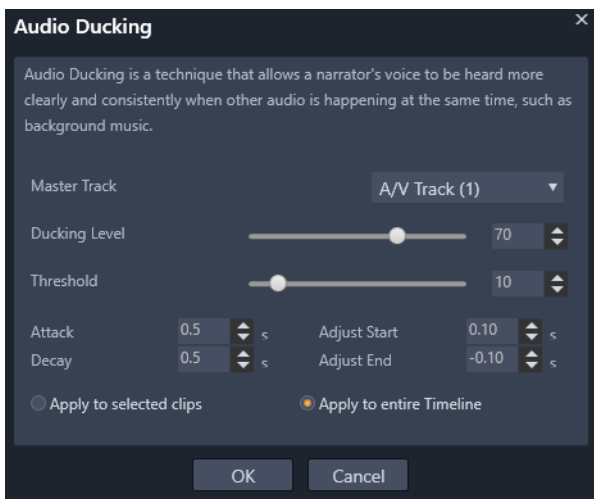 Audio Ducking
Audio Ducking is a technique that allows a narrator's voice to be heard more
clearly and consistently when other audio is happening at the same time, such as
background music.
Master Track A/V Track (1)
Ducking Level 70
Threshold 10
Attack 0.5 s Adjust Start 0.10 s
Decay 0.5 s Adjust End -0.10 s
Apply to selected clips Apply to entire Timeline
OK Cancel